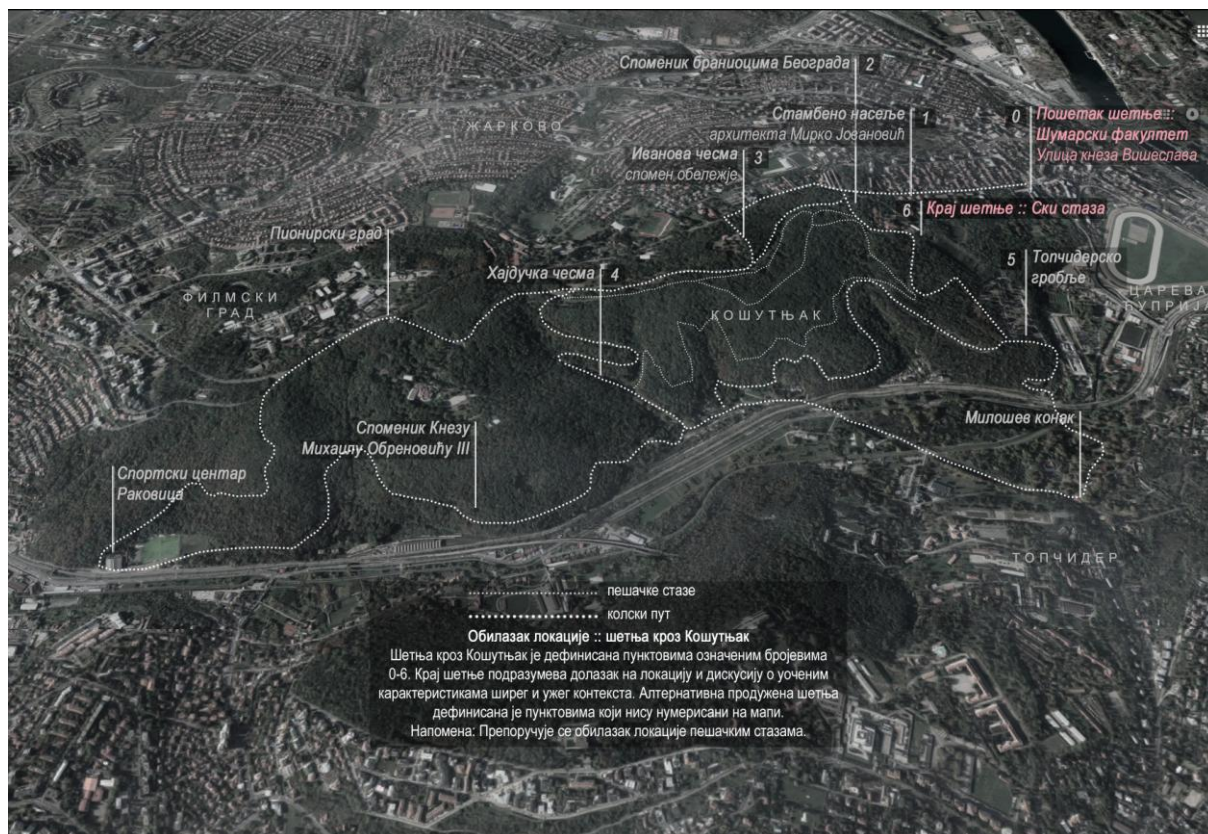 Споменик браниоцима Београда 2
Стамбено насеље 1
архитекта Мирко Јовановић
0 Пошетак шетње ::
Шумарски факултет
Улица кнеза Вишеслава
ЖАРКОВО
Иванова чесма 3
спомен обележје
6 Крај шетње :: Ски стаза
Пионирски град
Хајдучка чесма 4
5 Топчидерско
гробље
ФИЛМСКИ
ГРАД
КОШУТЊАК
ЦАРЕВА
ЋУПРИЈА
Милошев конак
Споменик Кнезу
Михаилу Обреновићу III
Спортски центар
Раковица
ТОПЧИДЕР
пешачке стазе
колски пут
Обилазак локације :: шетња кроз Кошутњак
Шетња кроз Кошутњак је дефинисана пунктовима означеним бројевима
0-6. Крај шетње подразумева долазак на локацију и дискусију о уоченим
карактеристикама ширег и ужег контекста. Алтернативна продужена шетња
дефинисана је пунктовима који нису нумерисани на мапи.
Напомена: Препоручује се обилазак локације пешачким стазама.